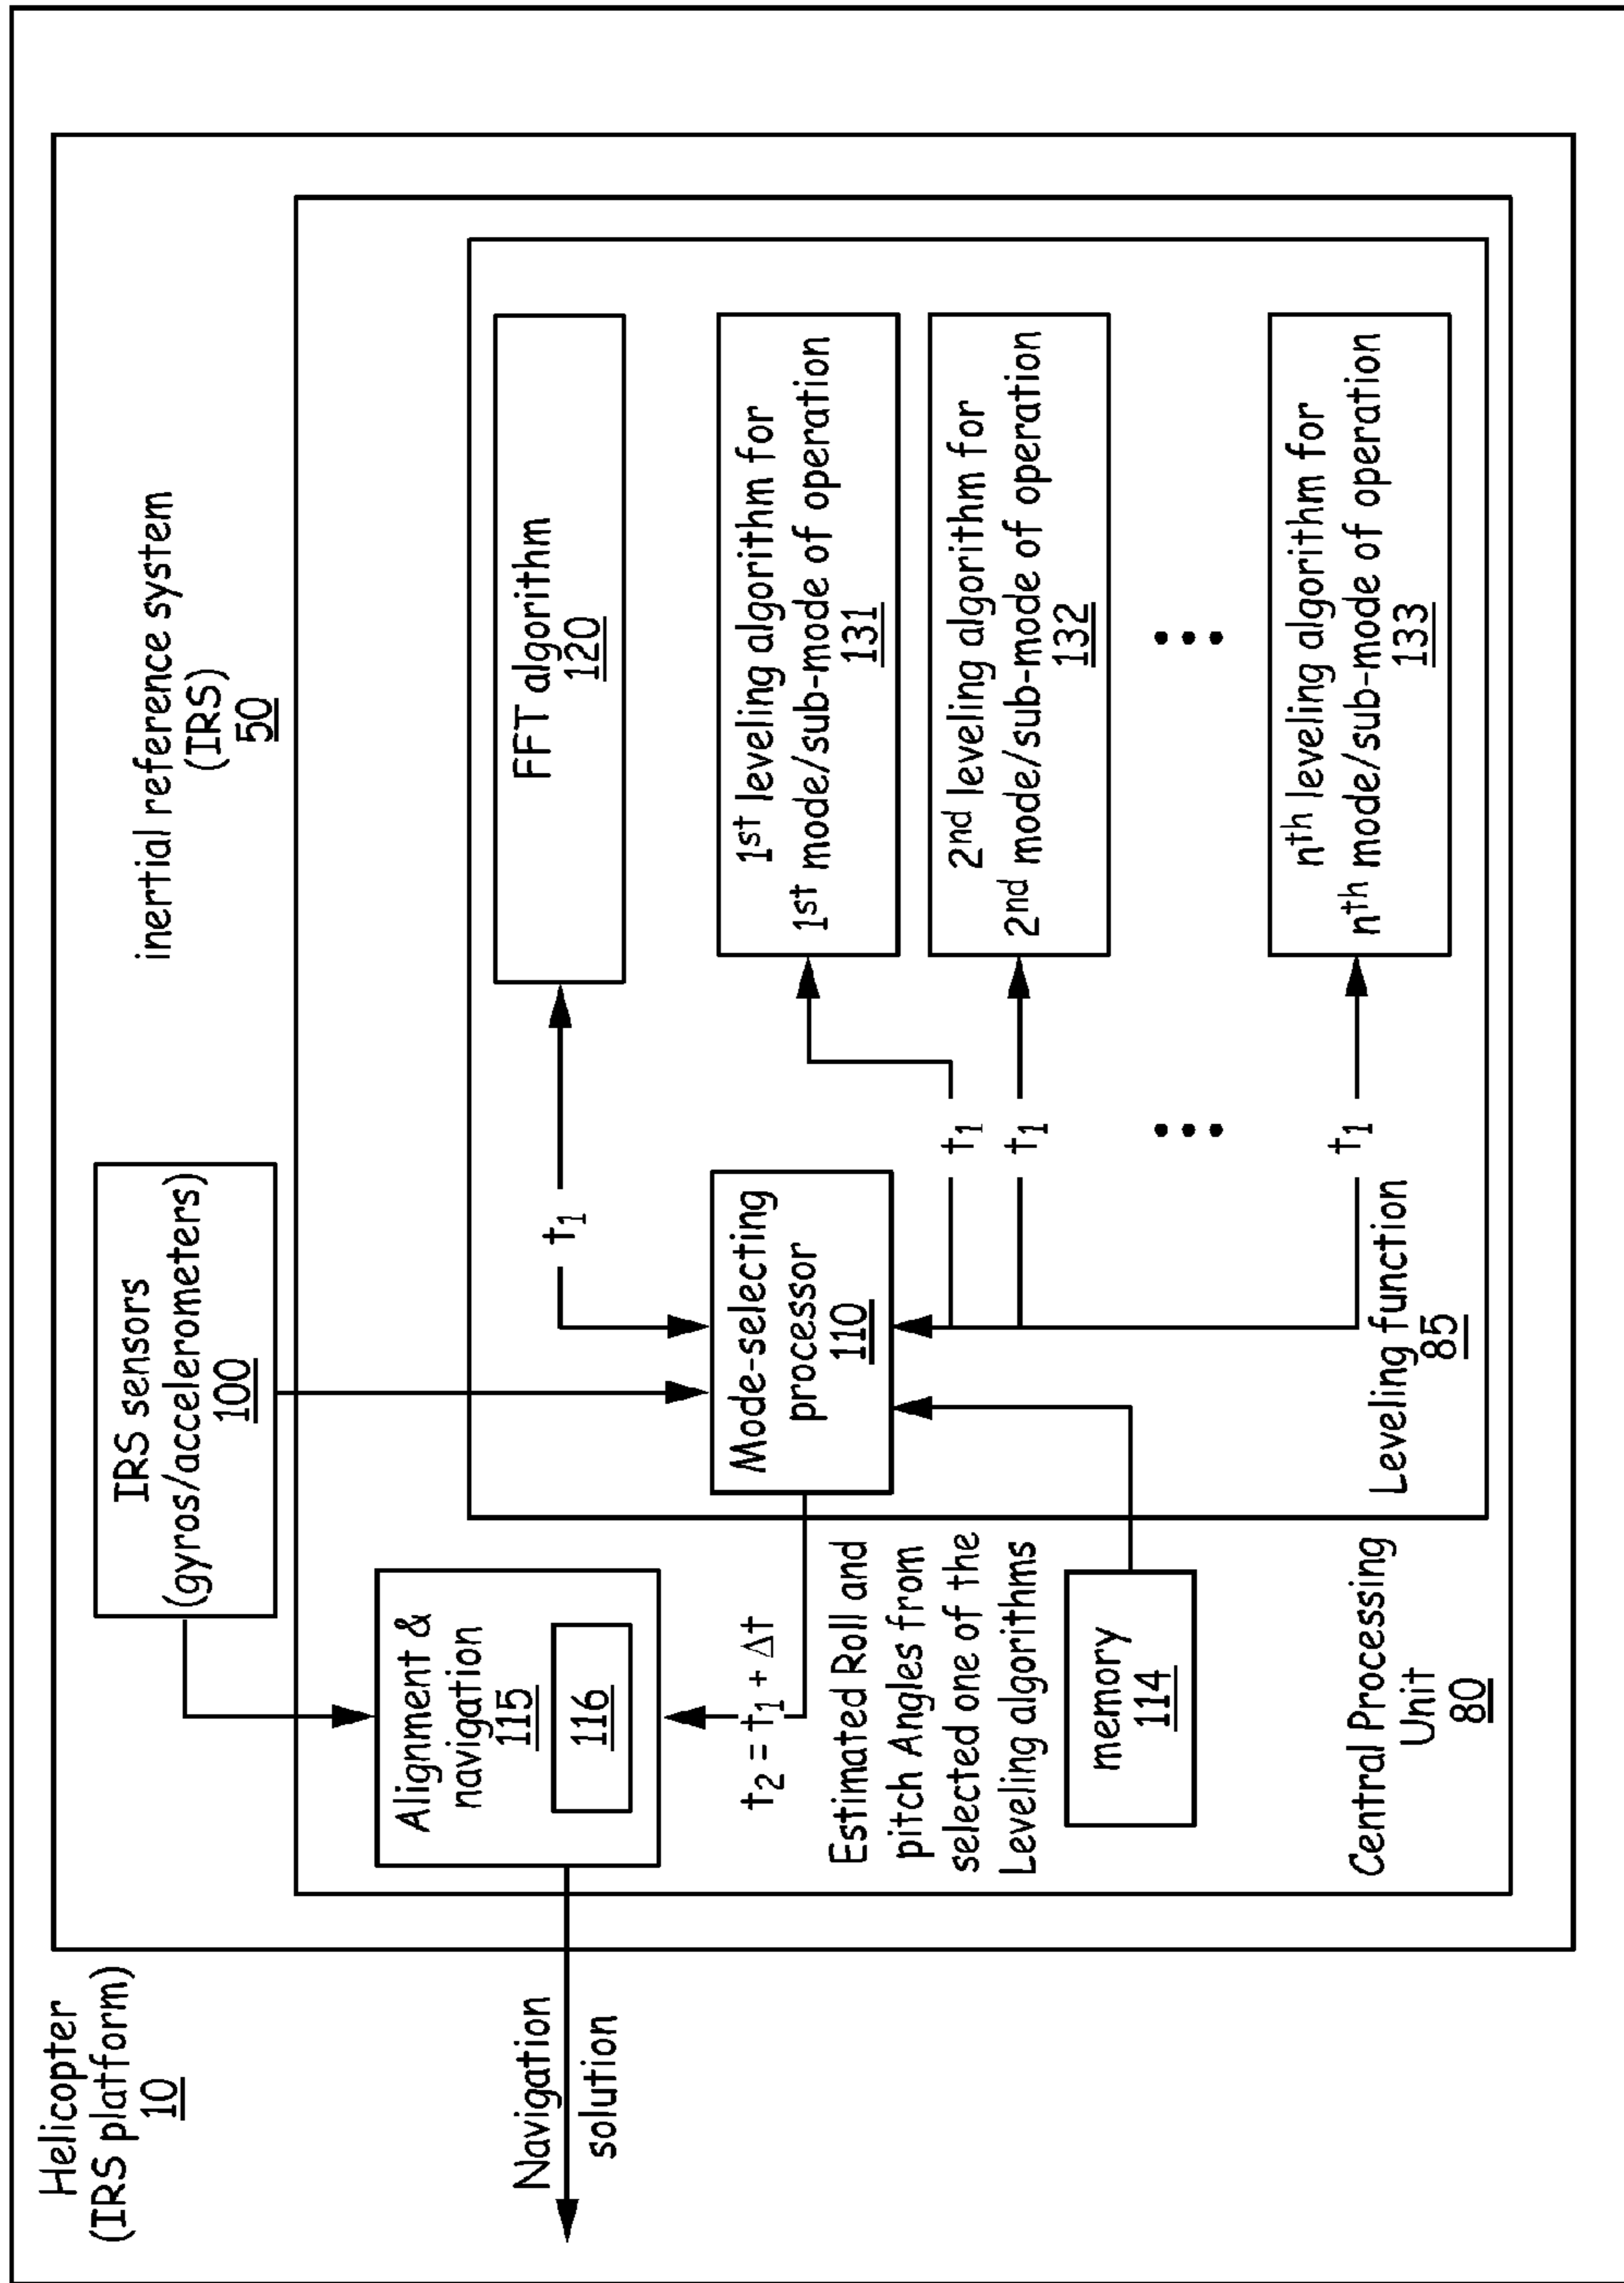 Helicopter
(IRS platform)
10
inertial reference system
(IRS)
50
IRS sensors
(gyros/accelerometers)
100
Navigation
solution
Alignment &
navigation
115
116
t2 = t1 + Δt
Estimated Roll and
pitch Angles from
selected one of the
Leveling algorithms
memory
114
Central Processing
Unit
80
Mode-selecting
processor
110
t1
t1
t1
t1
Leveling function
85
FFT algorithm
120
1st leveling algorithm for
1st mode/sub-mode of operation
131
2nd leveling algorithm for
2nd mode/sub-mode of operation
132
nth leveling algorithm for
nth mode/sub-mode of operation
133